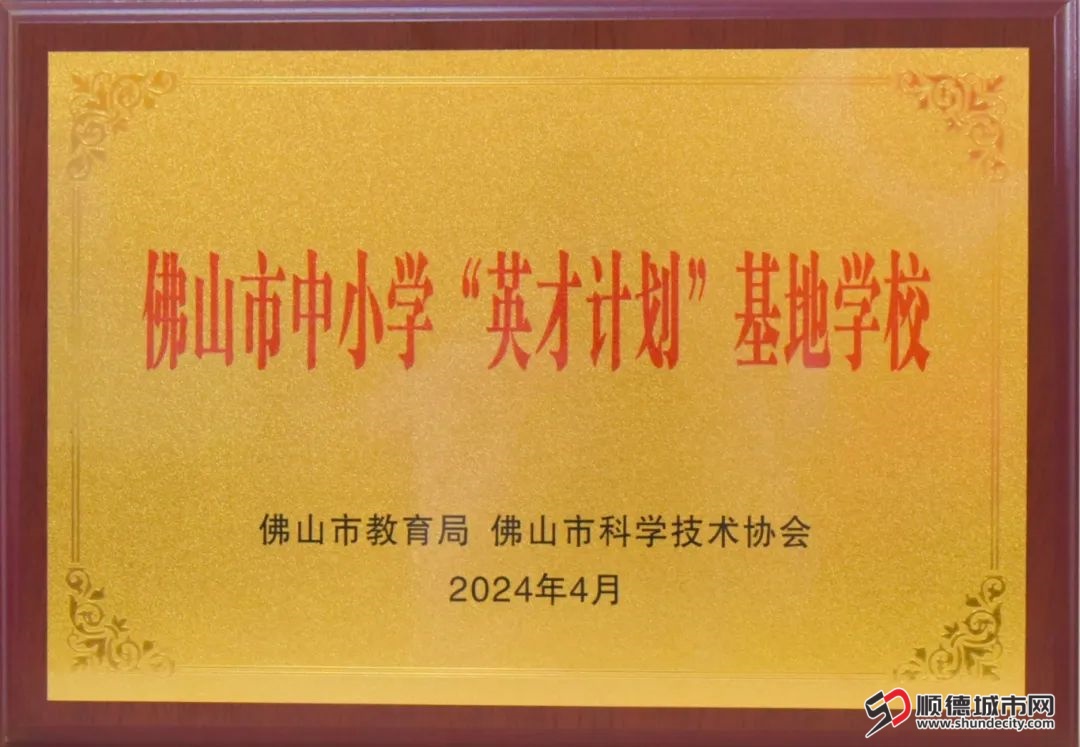 佛山市中小学“英才计划”基地学校
佛山市教育局 佛山市科学技术协会
2024年4月
顺德城市网
www.shundecity.com